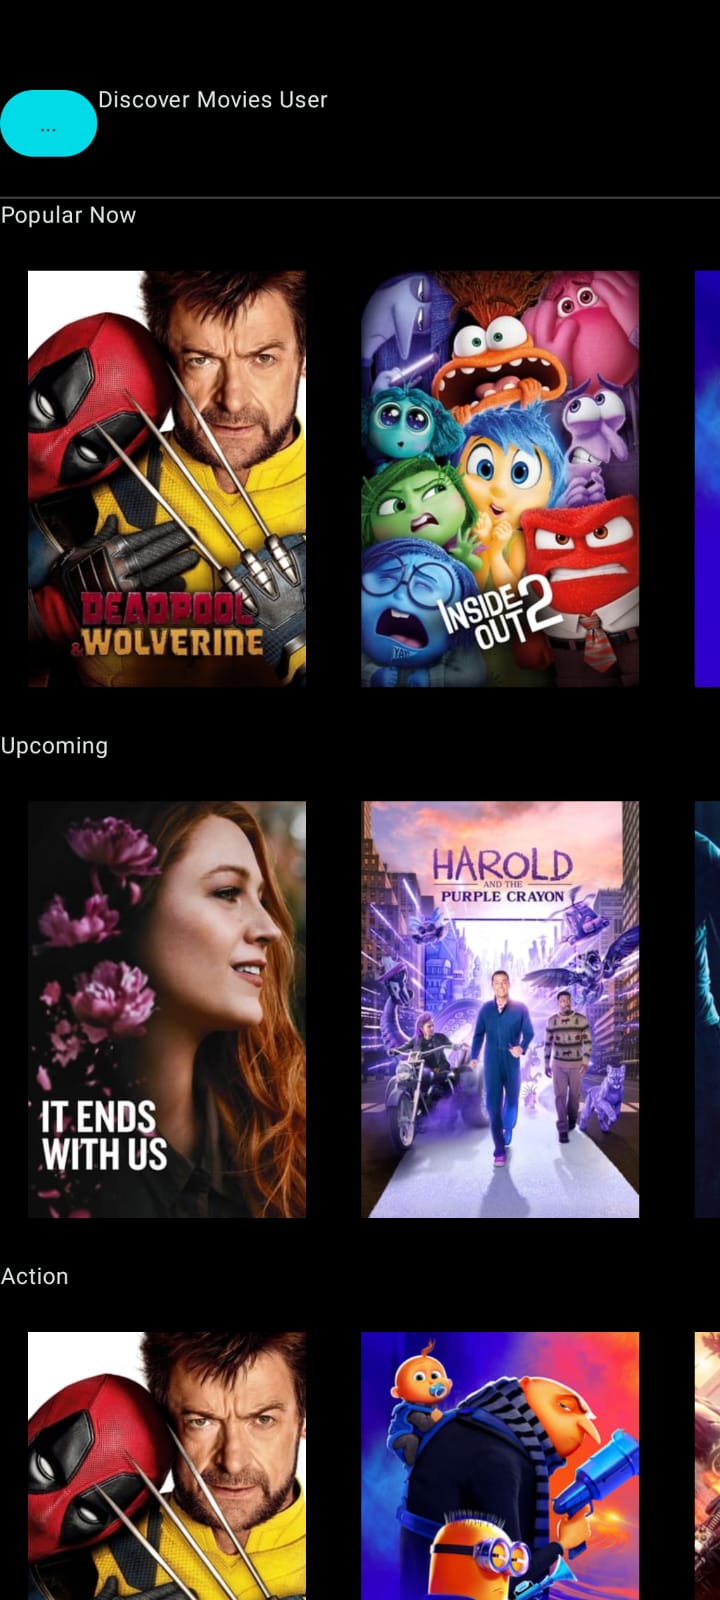 Discover Movies User
...
Popular Now
DEADPOOL
& WOLVERINE
INSIDE
OUT 2
Upcoming
IT ENDS
WITH US
HAROLD
AND THE
PURPLE CRAYON
Action